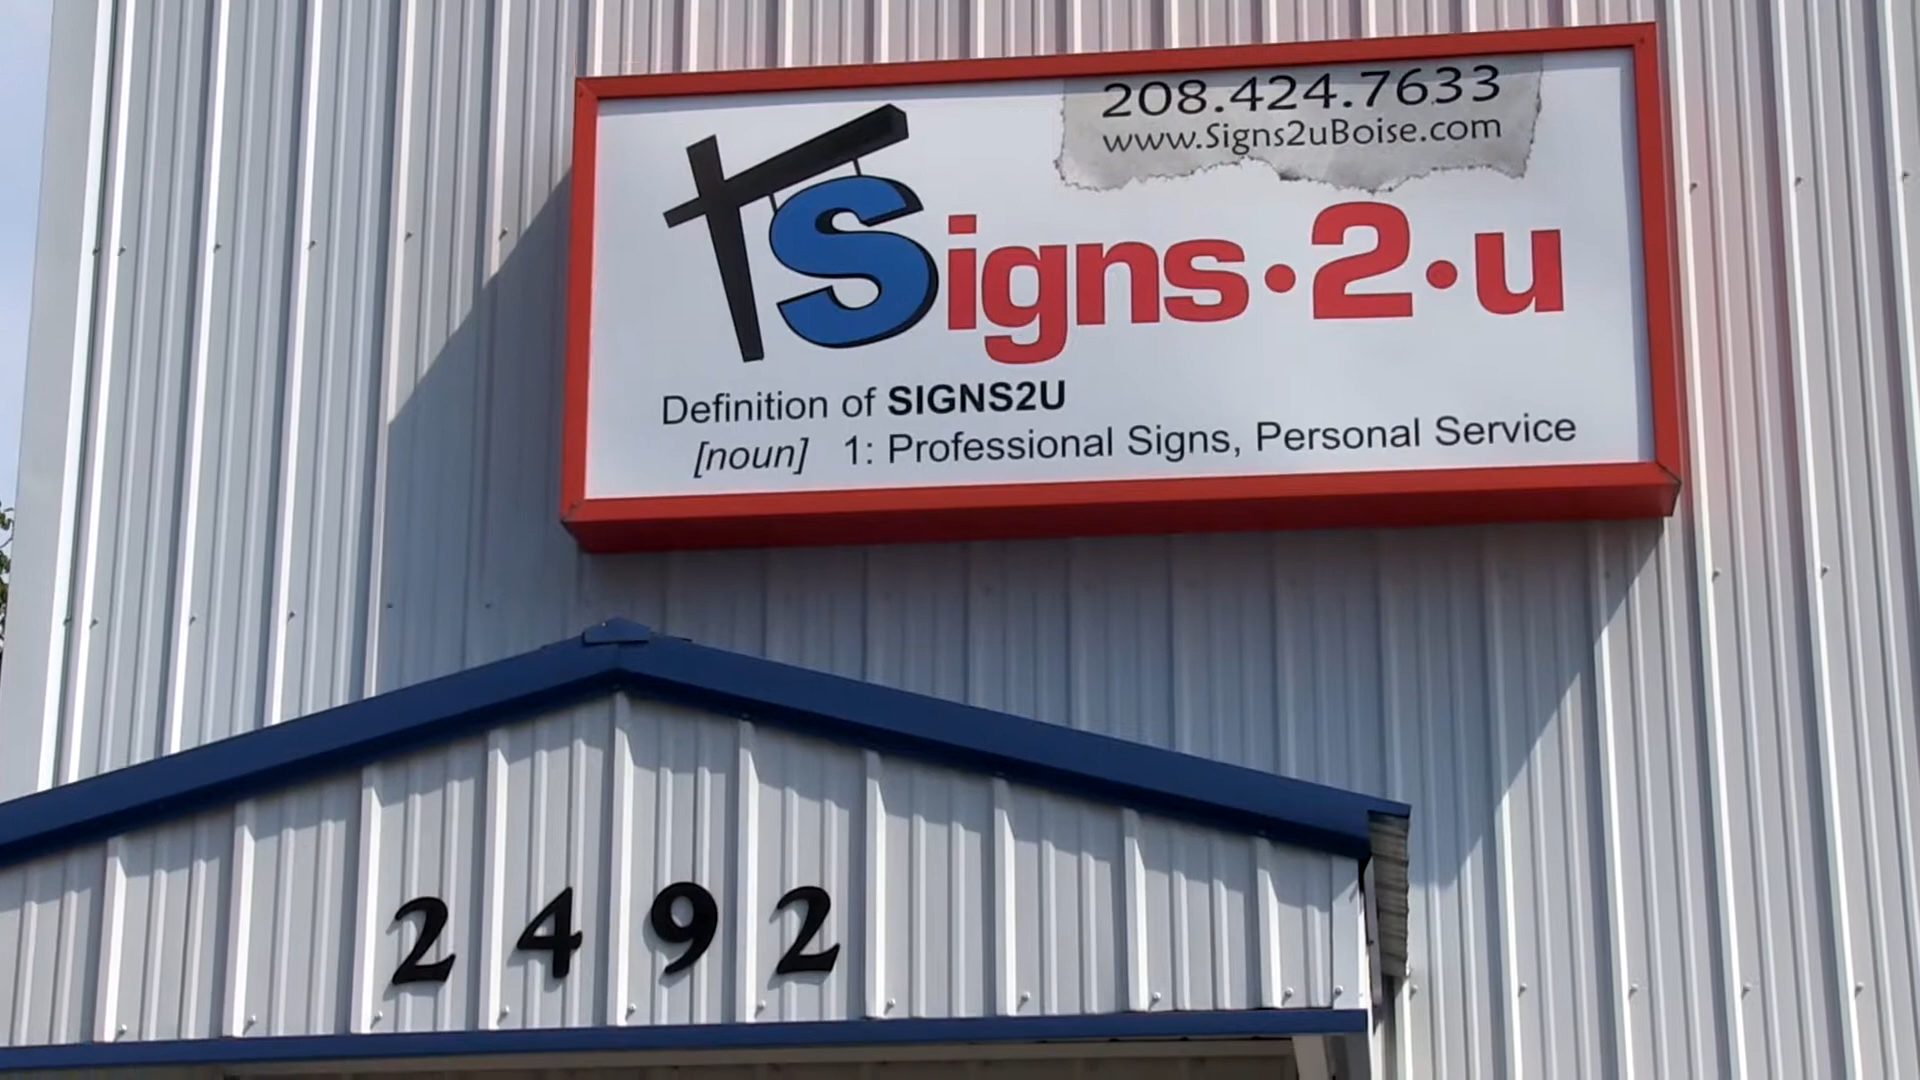 208.424.7633
www.Signs2uBoise.com
Signs•2•u
Definition of SIGNS2U
[noun] 1: Professional Signs, Personal Service
2492